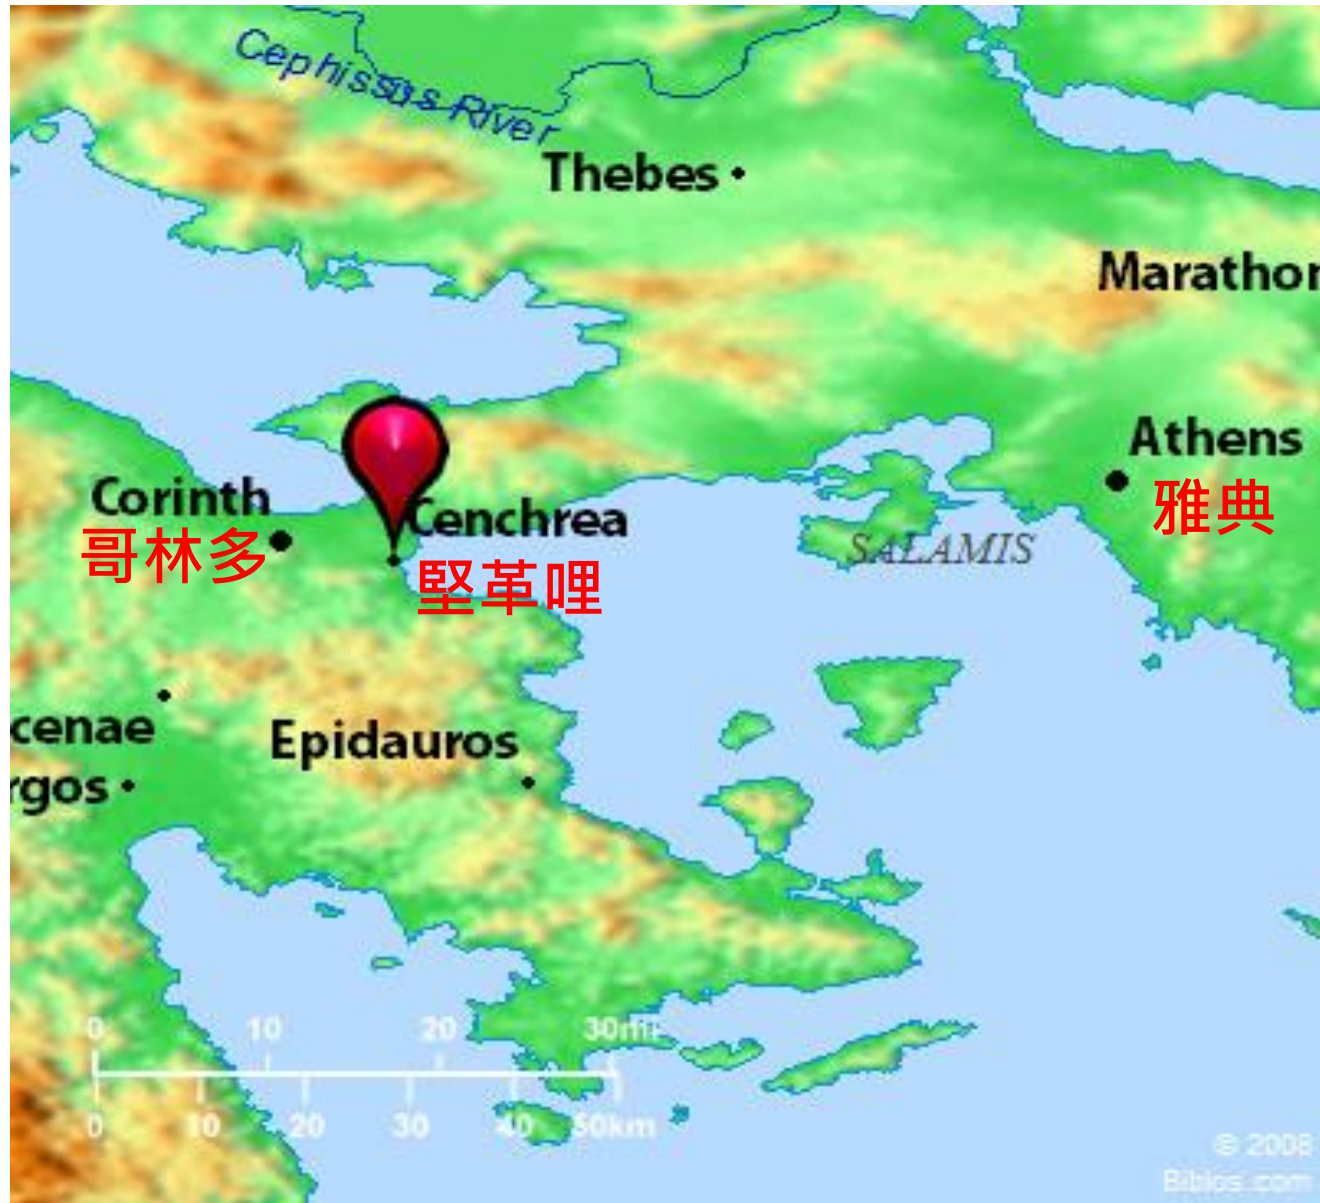 Cephissus River
Thebes
Marathon
Athens
雅典
Corinth
哥林多
Cenchrea
堅革哩
SALAMIS
cenae
Epidauros
rgos
0 10 20 30mi
0 10 20 30 40 50km
© 2008
Biblos.com